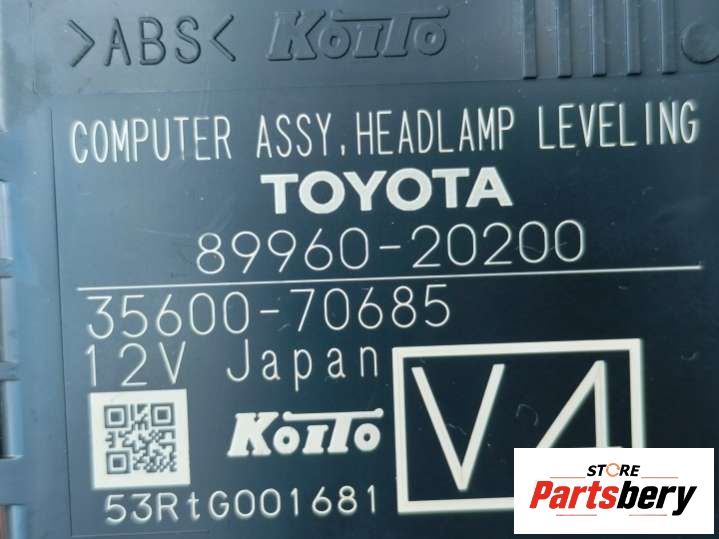 >ABS< KOITO
COMPUTER ASSY, HEADLAMP LEVELING
TOYOTA
89960-20200
35600-70685
12V Japan
KOITO
V4
53RtG001681
STORE
Partsbery